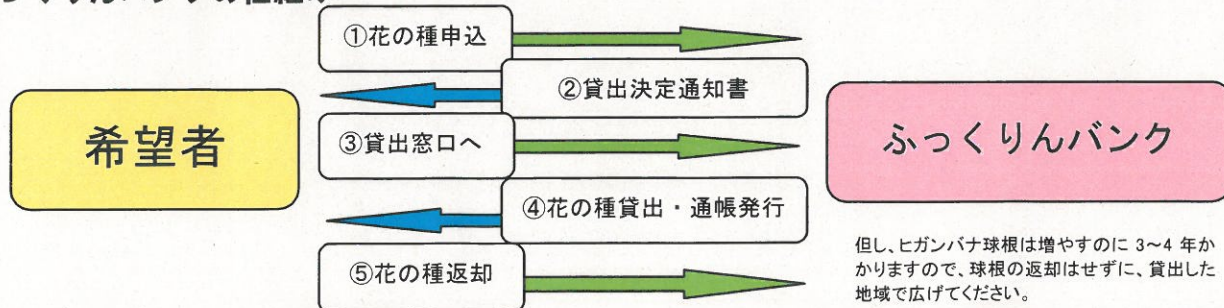 ①花の種申込
②貸出決定通知書
希望者
③貸出窓口へ
ふっくりんバンク
④花の種貸出・通帳発行
⑤花の種返却
但し、ヒガンバナ球根は増やすのに 3~4 年か
かりますので、球根の返却はせずに、貸出した
地域で広げてください。